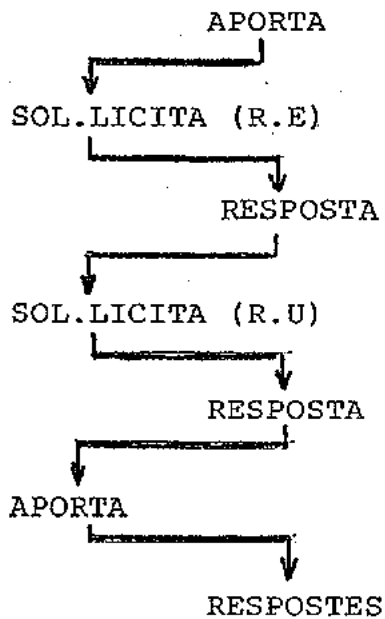 APORTA
SOL.LICITA (R.E)
RESPOSTA
SOL.LICITA (R.U)
RESPOSTA
APORTA
RESPOSTES